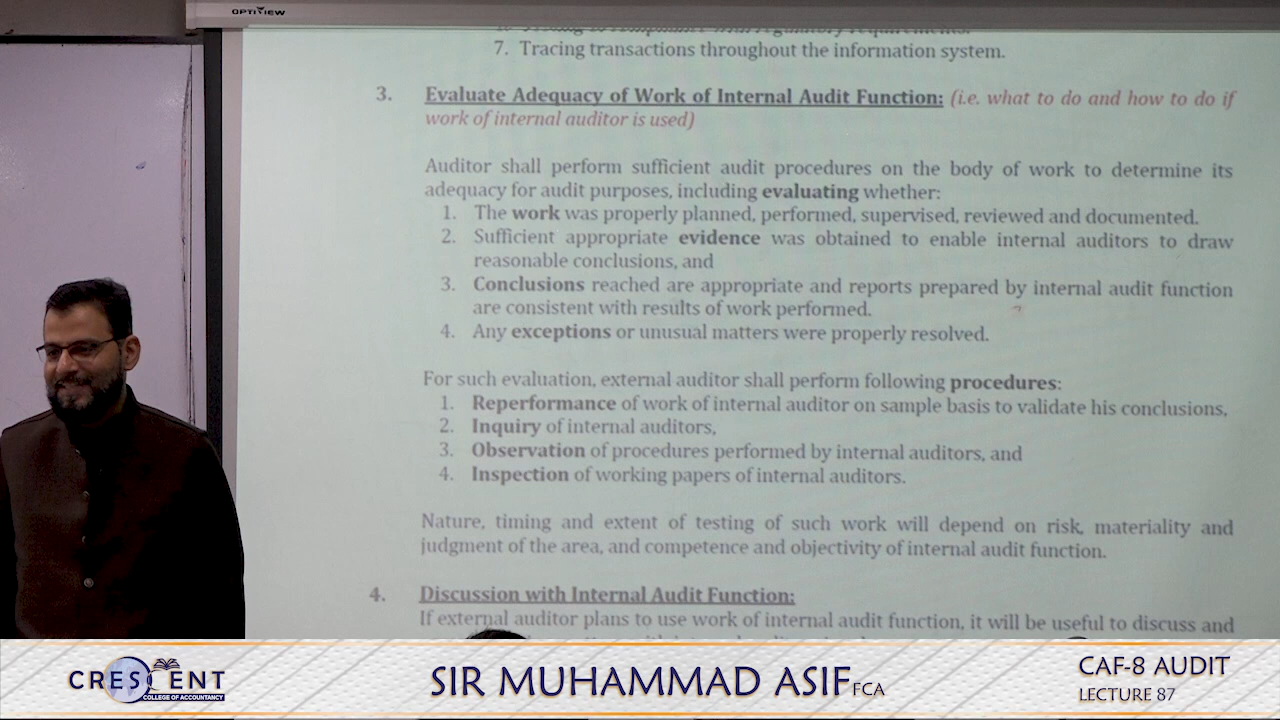 OPTIVIEW
7. Tracing transactions throughout the information system.
3. Evaluate Adequacy of Work of Internal Audit Function: (i.e. what to do and how to do if
work of internal auditor is used)
Auditor shall perform sufficient audit procedures on the body of work to determine its
adequacy for audit purposes, including evaluating whether:
1. The work was properly planned, performed, supervised, reviewed and documented.
2. Sufficient appropriate evidence was obtained to enable internal auditors to draw
reasonable conclusions, and
3. Conclusions reached are appropriate and reports prepared by internal audit function
are consistent with results of work performed.
4. Any exceptions or unusual matters were properly resolved.
For such evaluation, external auditor shall perform following procedures:
1. Reperformance of work of internal auditor on sample basis to validate his conclusions,
2. Inquiry of internal auditors,
3. Observation of procedures performed by internal auditors, and
4. Inspection of working papers of internal auditors.
Nature, timing and extent of testing of such work will depend on risk, materiality and
judgment of the area, and competence and objectivity of internal audit function.
4. Discussion with Internal Audit Function:
If external auditor plans to use work of internal audit function, it will be useful to discuss and
CRESCENT
COLLEGE OF ACCOUNTANCY
SIR MUHAMMAD ASIF FCA
CAF-8 AUDIT
LECTURE 87